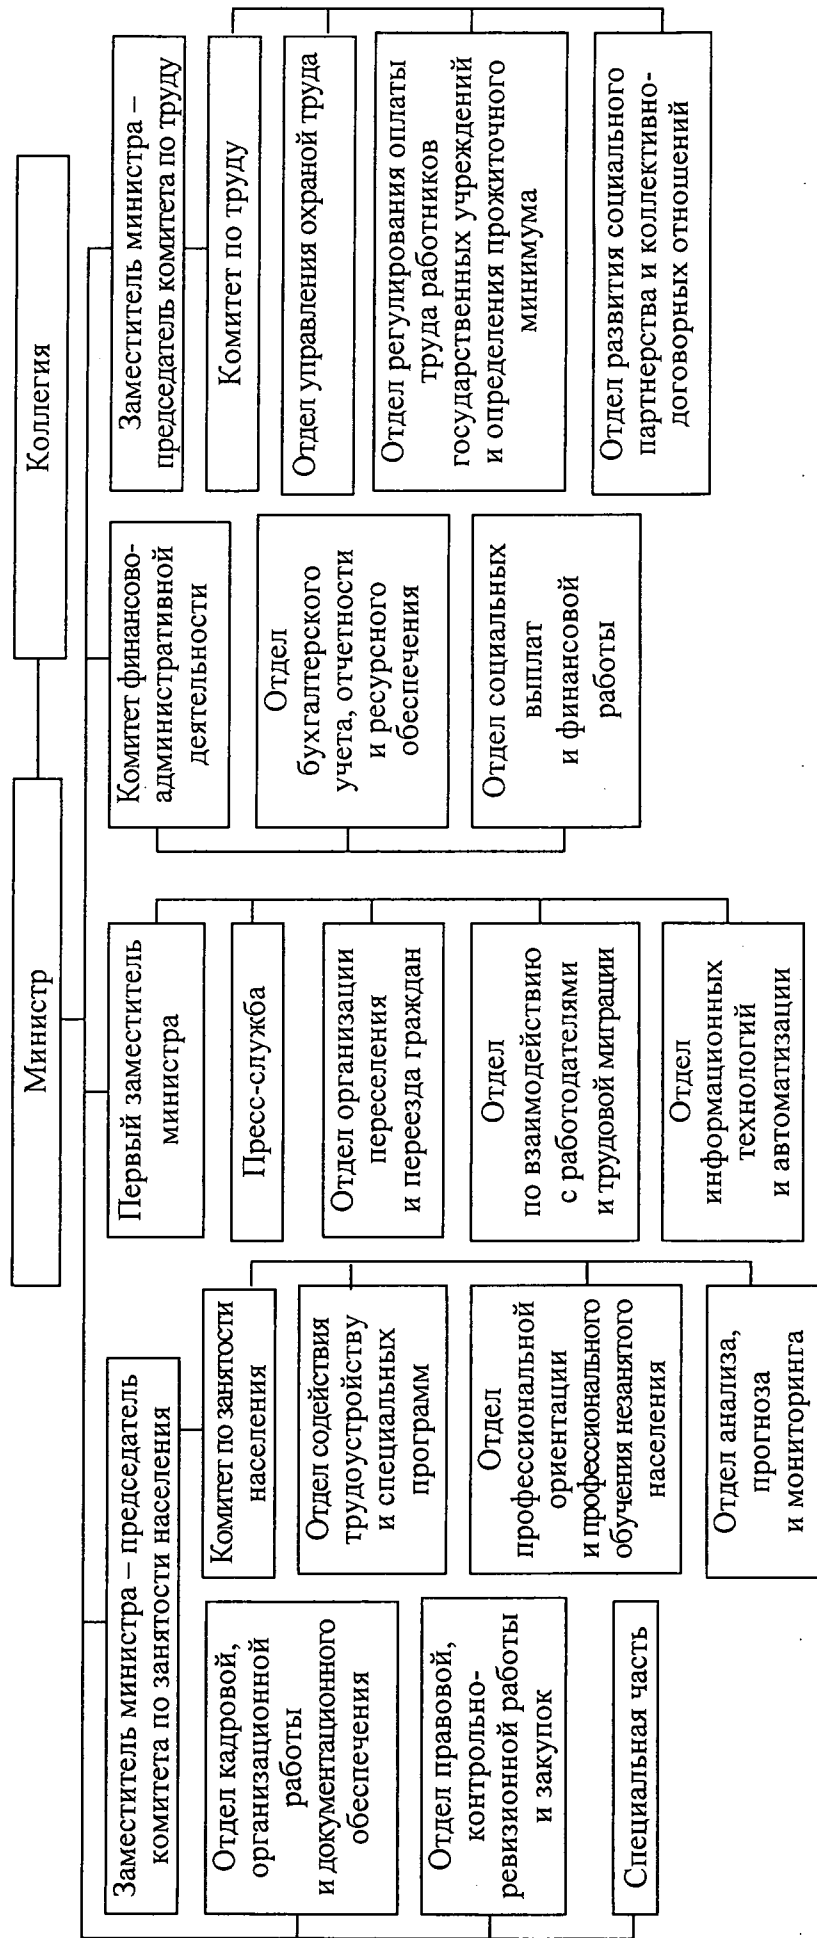 Министр
Коллегия
Заместитель министра – председатель
комитета по занятости населения
Первый заместитель
министра
Комитет финансово-
административной
деятельности
Заместитель министра –
председатель комитета по труду
Отдел кадровой,
организационной
работы
и документационного
обеспечения
Отдел правовой,
контрольно-
ревизионной работы
и закупок
Специальная часть
Комитет по занятости
населения
Отдел содействия
трудоустройству
и специальных
программ
Отдел
профессиональной
ориентации
и профессионального
обучения незанятого
населения
Отдел анализа,
прогноза
и мониторинга
Пресс-служба
Отдел организации
переселения
и переезда граждан
Отдел
по взаимодействию
с работодателями
и трудовой миграции
Отдел
информационных
технологий
и автоматизации
Отдел
бухгалтерского
учета, отчетности
и ресурсного
обеспечения
Отдел социальных
выплат
и финансовой
работы
Комитет по труду
Отдел управления охраной труда
Отдел регулирования оплаты
труда работников
государственных учреждений
и определения прожиточного
минимума
Отдел развития социального
партнерства и коллективно-
договорных отношений